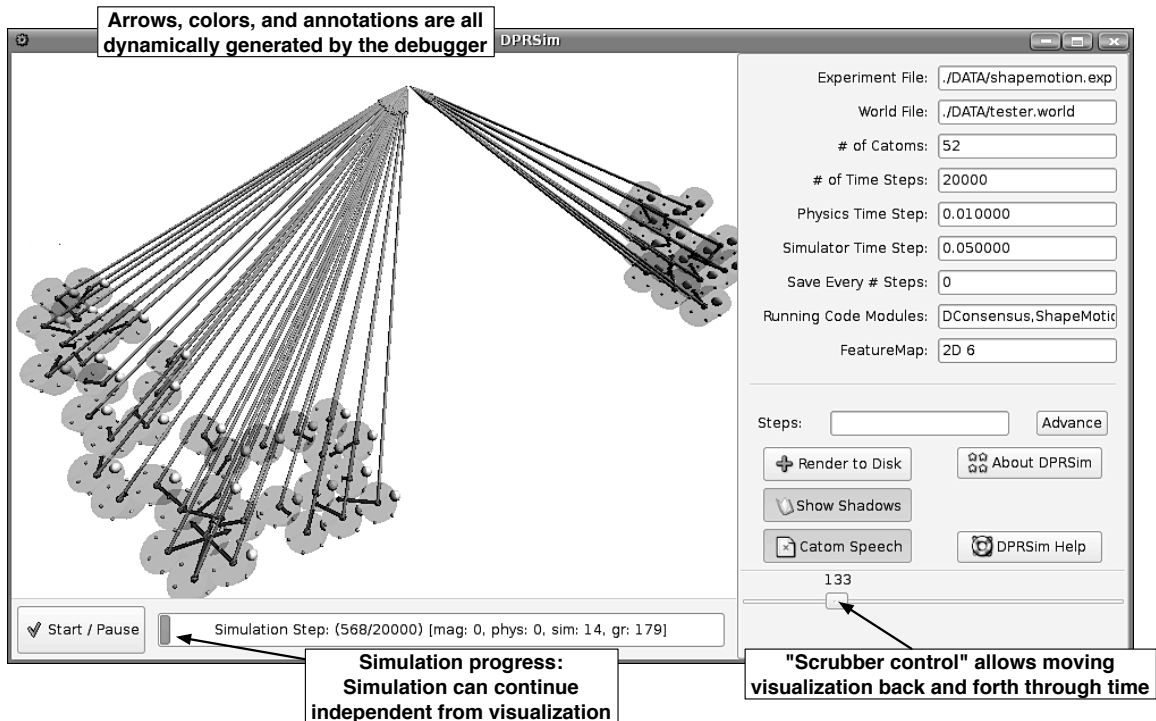 Arrows, colors, and annotations are all
dynamically generated by the debugger
DPRSim
Experiment File: ./DATA/shapemotion.exp
World File: ./DATA/tester.world
# of Catoms: 52
# of Time Steps: 20000
Physics Time Step: 0.010000
Simulator Time Step: 0.050000
Save Every # Steps: 0
Running Code Modules: DConsensus,ShapeMotio
FeatureMap: 2D 6
Steps: Advance
Render to Disk About DPRSim
Show Shadows
Catom Speech DPRSim Help
133
Start / Pause Simulation Step: (568/20000) [mag: 0, phys: 0, sim: 14, gr: 179]
Simulation progress:
Simulation can continue
independent from visualization
"Scrubber control" allows moving
visualization back and forth through time